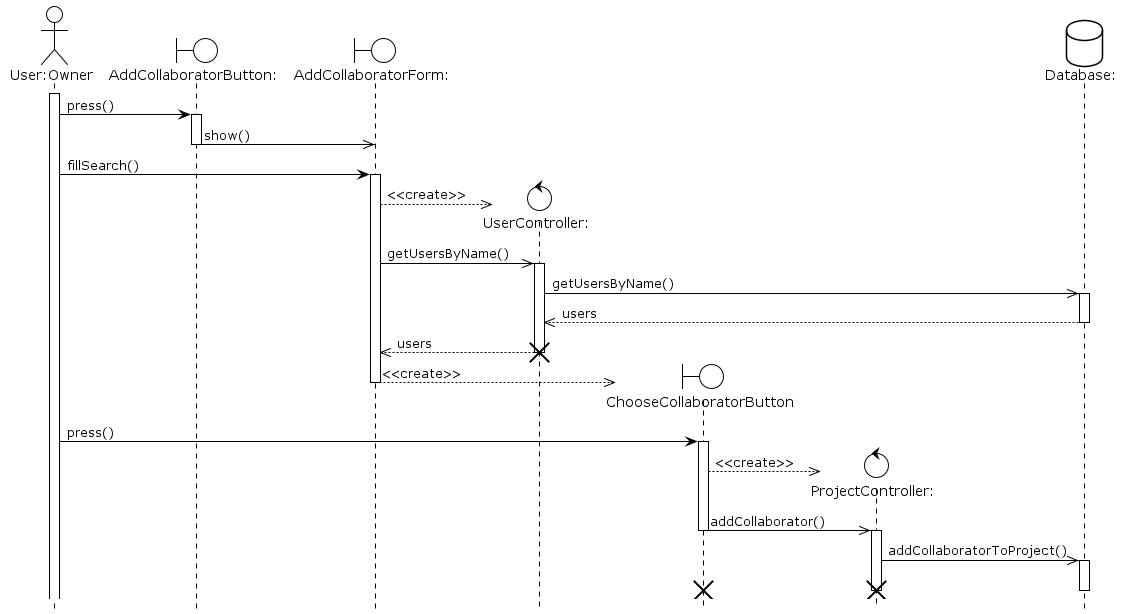 User:Owner
AddCollaboratorButton:
AddCollaboratorForm:
Database:
press()
show()
fillSearch()
<<create>>
UserController:
getUsersByName()
getUsersByName()
users
users
<<create>>
ChooseCollaboratorButton
press()
<<create>>
ProjectController:
addCollaborator()
addCollaboratorToProject()